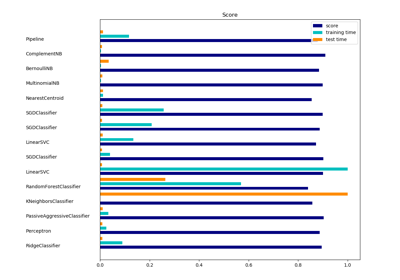 Score
score
training time
test time
Pipeline
ComplementNB
BernoulliNB
MultinomialNB
NearestCentroid
SGDClassifier
SGDClassifier
LinearSVC
SGDClassifier
LinearSVC
RandomForestClassifier
KNeighborsClassifier
PassiveAggressiveClassifier
Perceptron
RidgeClassifier
0.0 0.2 0.4 0.6 0.8 1.0